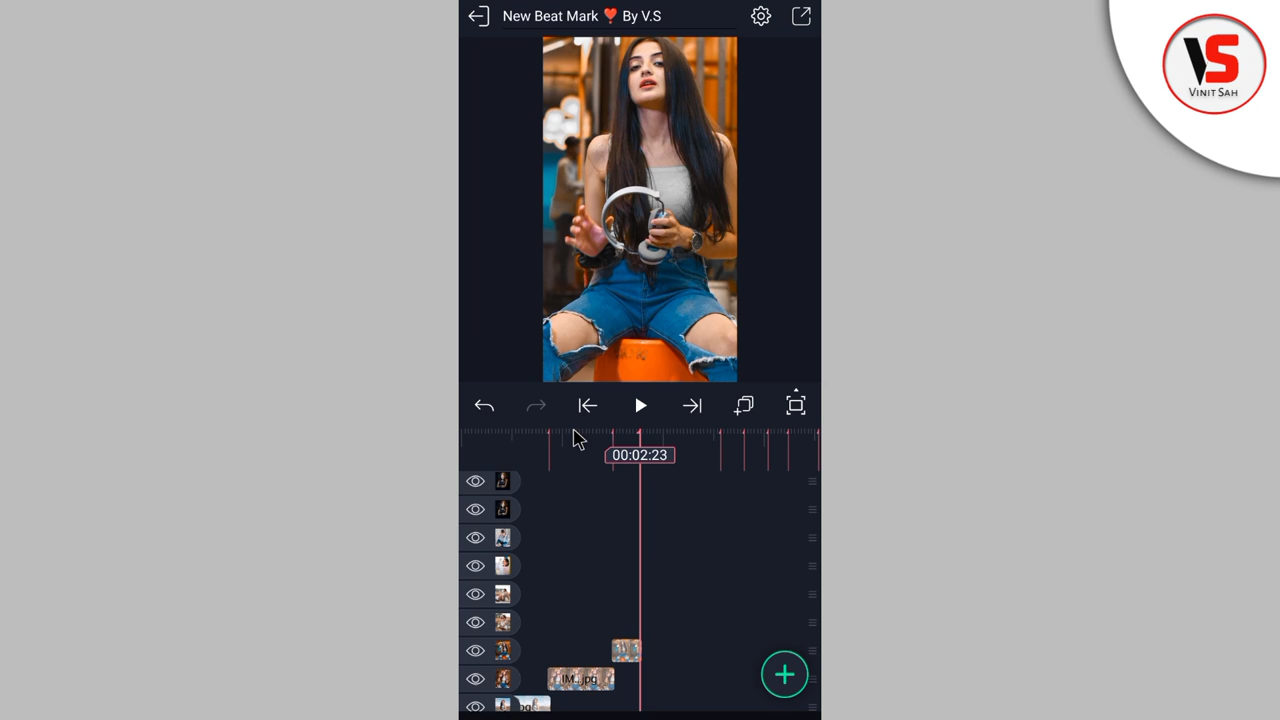 New Beat Mark ❣️ By V.S
VS
VINIT SAH
00:02:23
IM...jpg